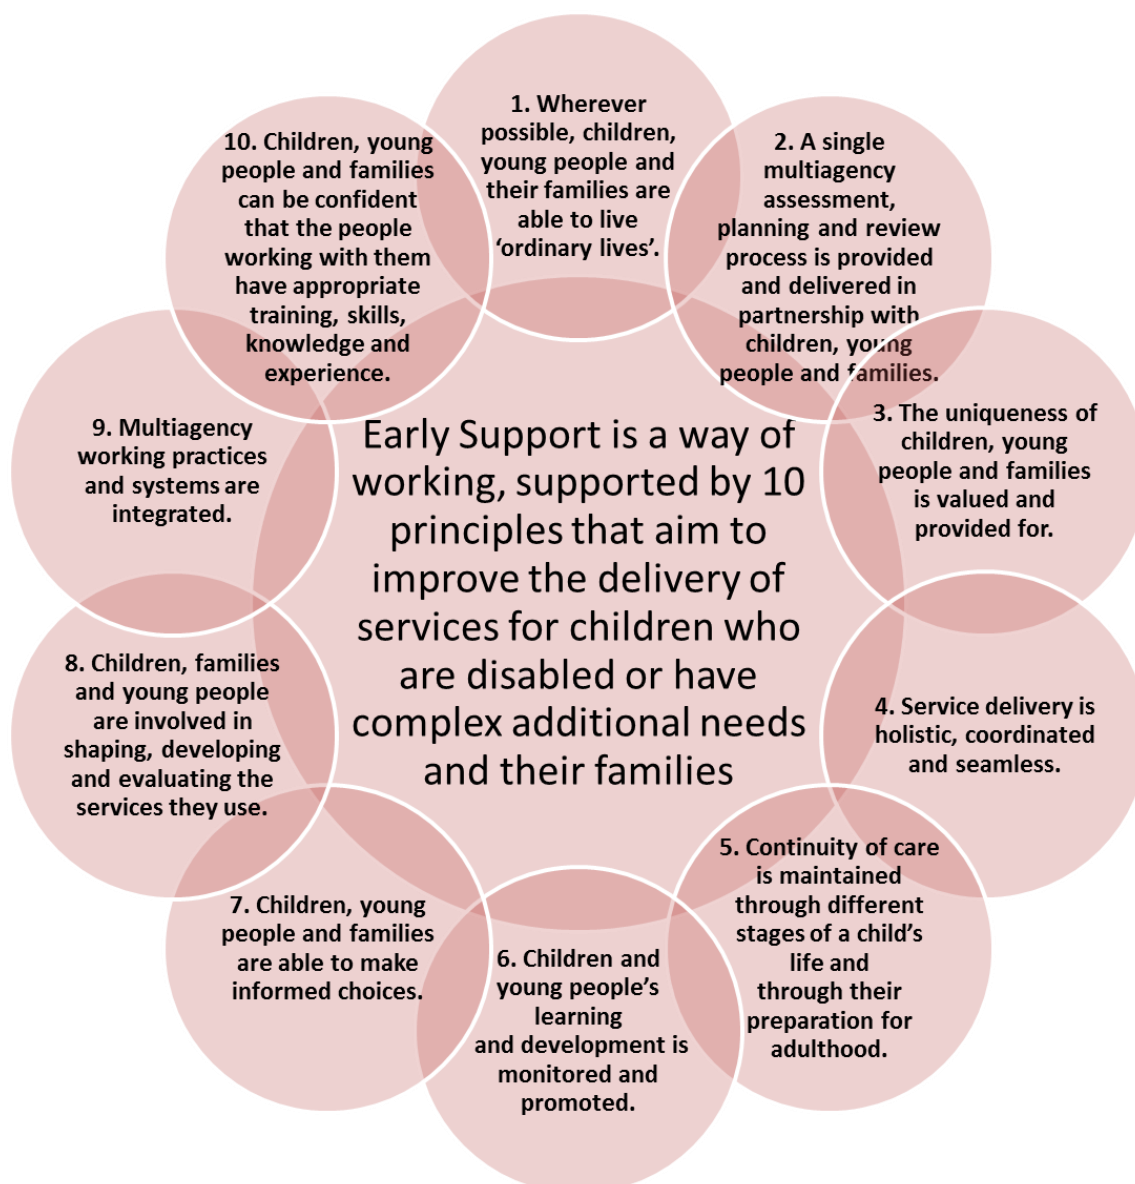 1. Wherever
possible, children,
young people and
their families are
able to live
‘ordinary lives’.
2. A single
multiagency
assessment,
planning and review
process is provided
and delivered in
partnership with
children, young
people and families.
3. The uniqueness of
children, young
people and families
is valued and
provided for.
4. Service delivery is
holistic, coordinated
and seamless.
5. Continuity of care
is maintained
through different
stages of a child’s
life and
through their
preparation for
adulthood.
6. Children and
young people’s
learning
and development is
monitored and
promoted.
7. Children, young
people and families
are able to make
informed choices.
8. Children, families
and young people
are involved in
shaping, developing
and evaluating the
services they use.
9. Multiagency
working practices
and systems are
integrated.
10. Children, young
people and families
can be confident
that the people
working with them
have appropriate
training, skills,
knowledge and
experience.
Early Support is a way of
working, supported by 10
principles that aim to
improve the delivery of
services for children who
are disabled or have
complex additional needs
and their families